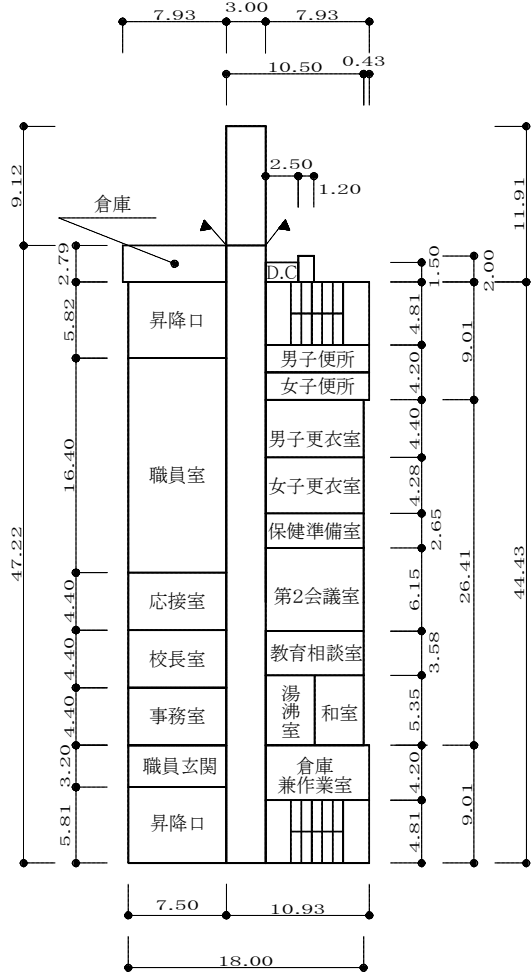 3.00
7.93
7.93
10.50
0.43
2.50
1.20
9.12
11.91
倉庫
2.79
D.C
1.50
2.00
5.82
昇降口
4.81
9.01
男子便所
4.20
女子便所
16.40
職員室
男子更衣室
4.40
女子更衣室
4.28
保健準備室
2.65
47.22
第2会議室
6.15
26.41
44.43
4.40
応接室
4.40
校長室
教育相談室
3.58
4.40
事務室
湯沸室
和室
5.35
3.20
職員玄関
倉庫
兼作業室
4.20
5.81
昇降口
4.81
9.01
7.50
10.93
18.00